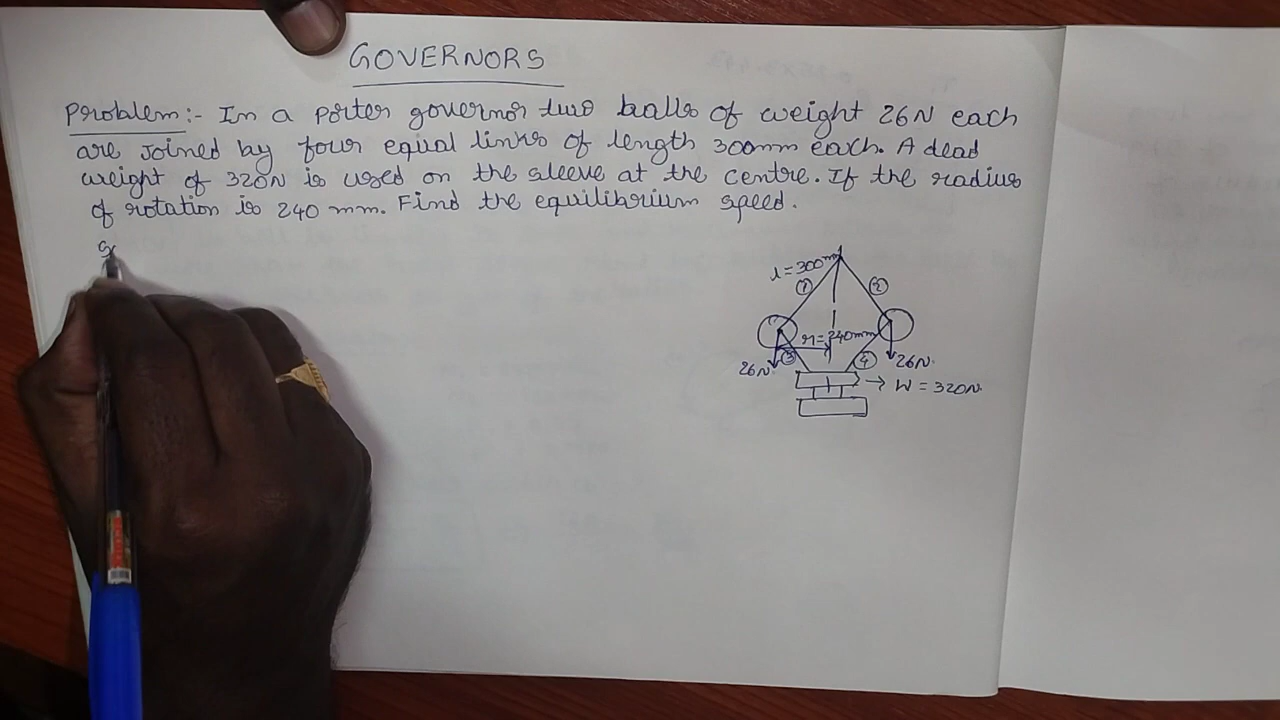 GOVERNORS
Problem:- In a porter governor two balls of weight 26N each
are joined by four equal links of length 300mm each. A dead
weight of 320N is used on the sleeve at the centre. If the radius
of rotation is 240 mm. Find the equilibrium speed.
l=300mm
① ②
r=240mm
③ ④
26N. 26N.
→ W = 320N.